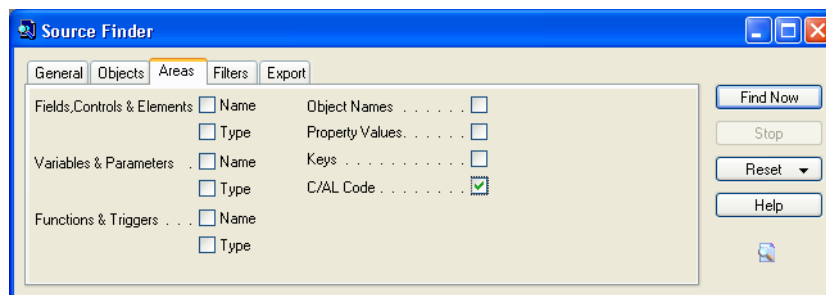 Source Finder
General Objects Areas Filters Export
Fields,Controls & Elements Name
Type
Variables & Parameters . Name
Type
Functions & Triggers . . . Name
Type
Object Names . . . . . .
Property Values. . . . . .
Keys . . . . . . . . . . .
C/AL Code . . . . . . . .
Find Now
Stop
Reset
Help